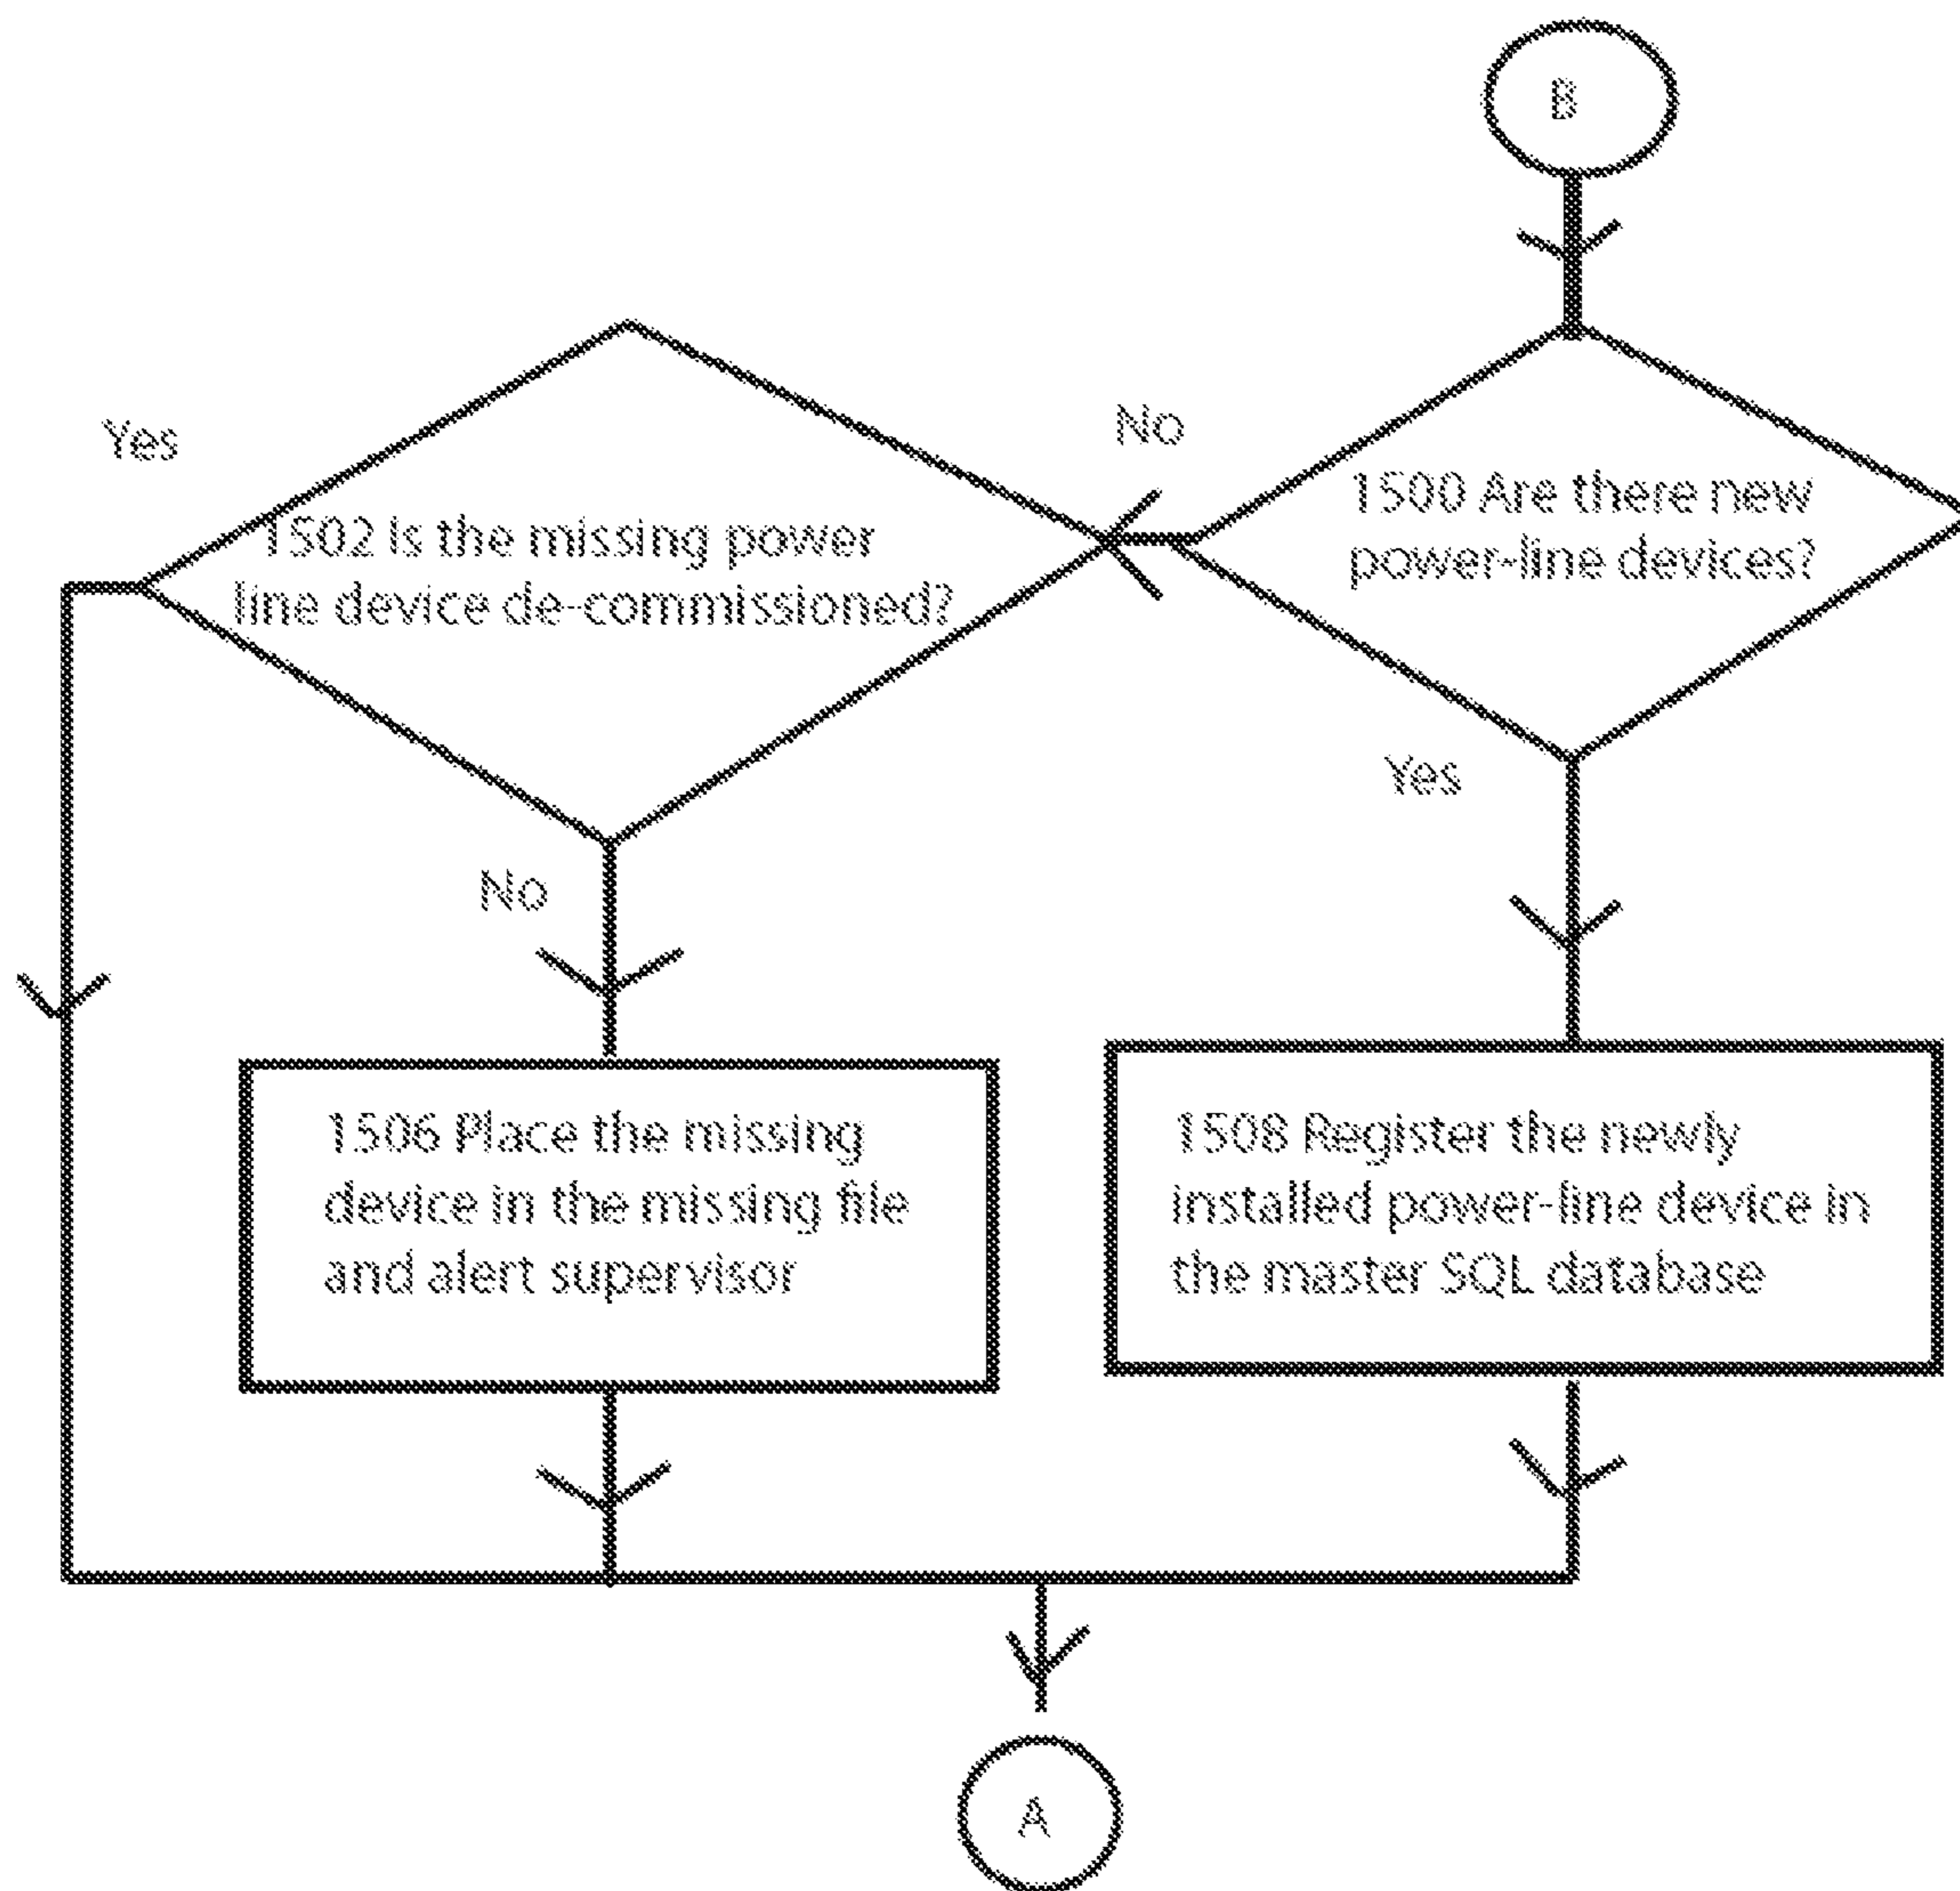 B
No
1500 Are there new
power-line devices?
Yes
1502 Is the missing power
line device de-commissioned?
Yes
No
1506 Place the missing
device in the missing file
and alert supervisor
1508 Register the newly
installed power-line device in
the master SQL database
A